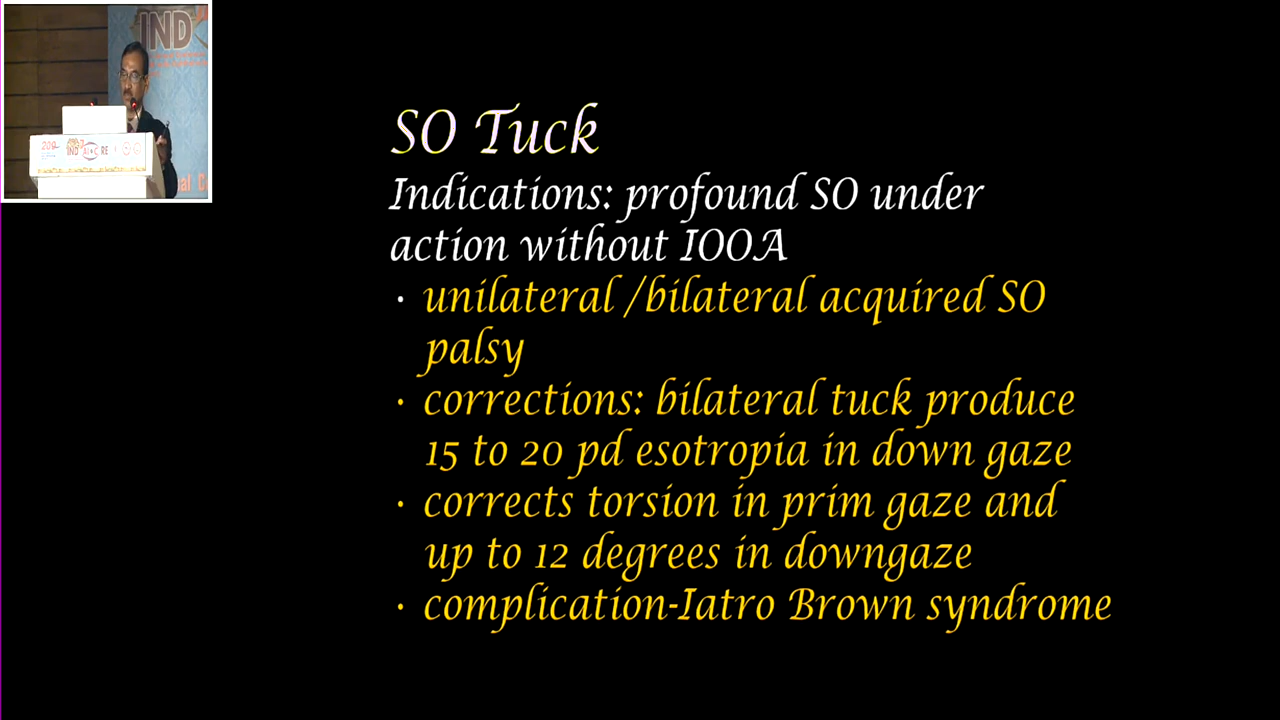 IND
SO Tuck
Indications: profound SO under
action without IOOA
· unilateral /bilateral acquired SO
palsy
· corrections: bilateral tuck produce
15 to 20 pd esotropia in down gaze
· corrects torsion in prim gaze and
up to 12 degrees in downgaze
· complication-Iatro Brown syndrome